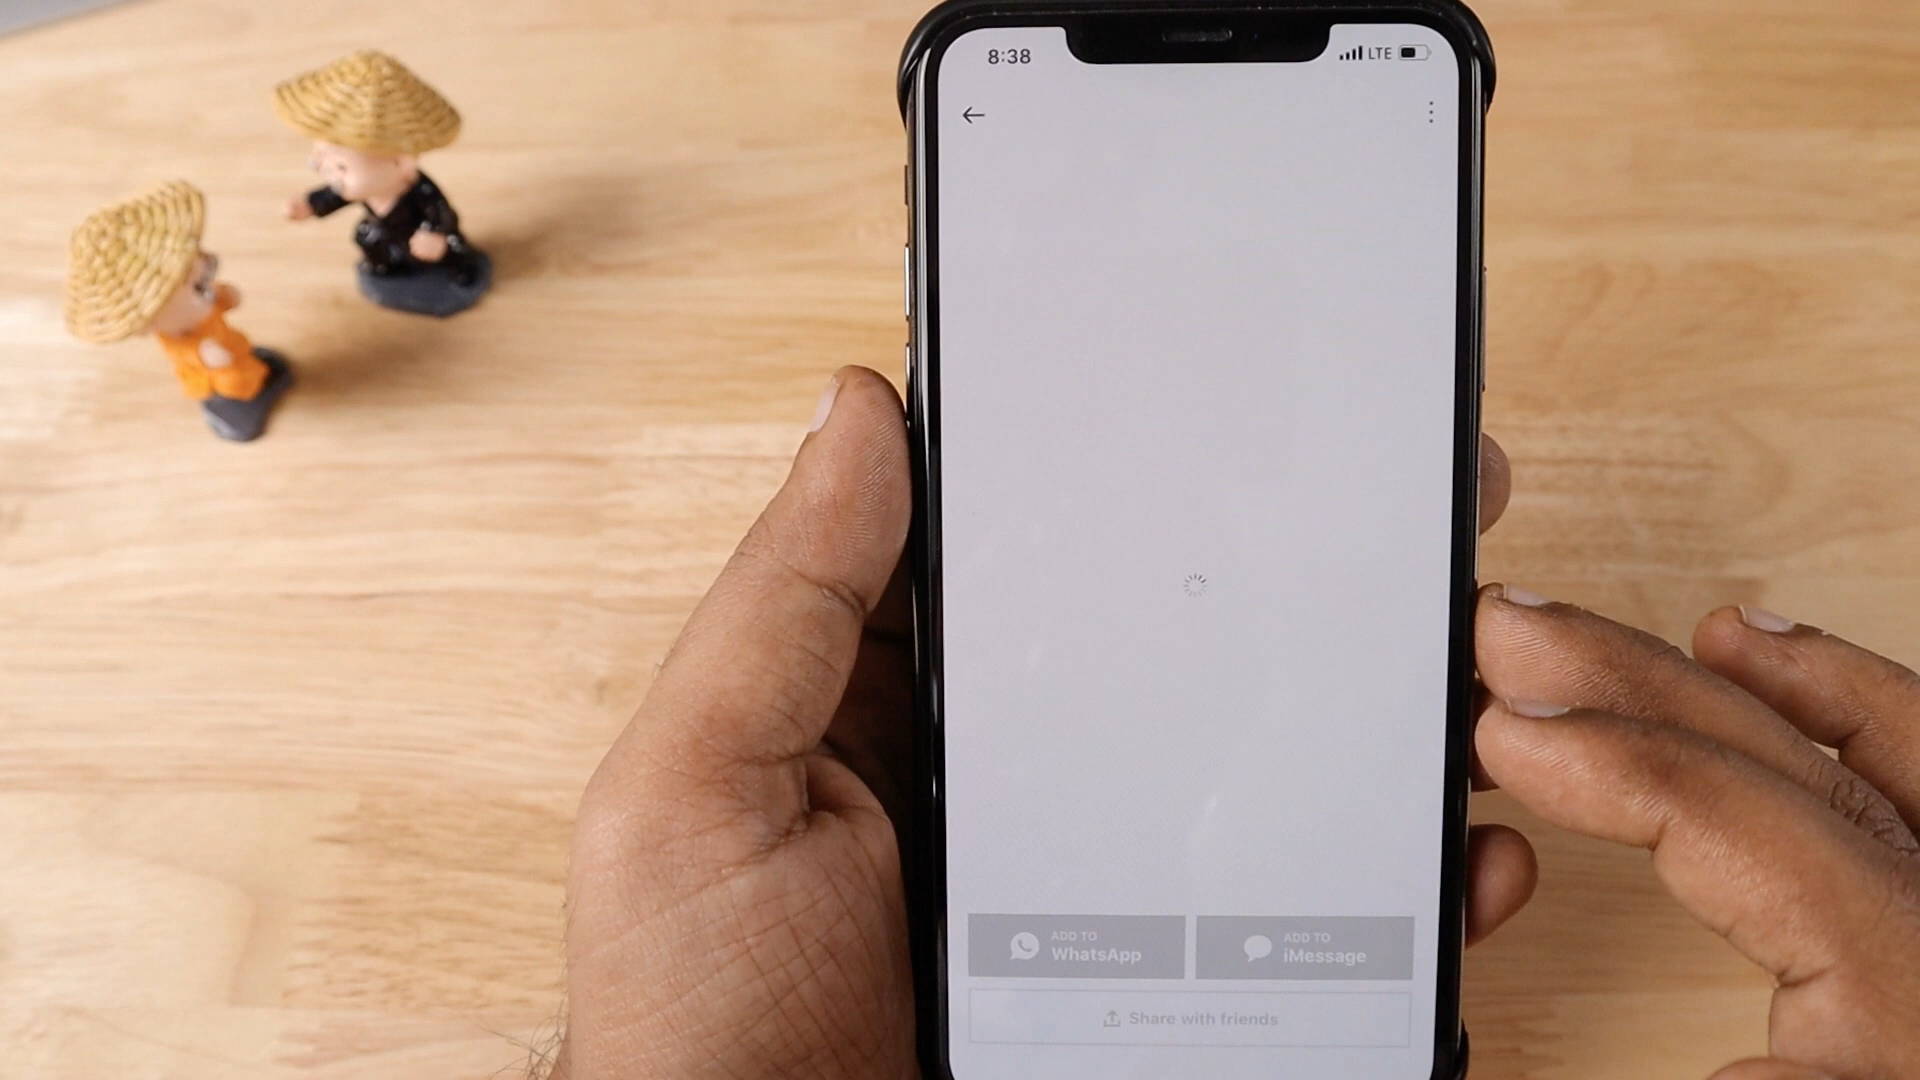 8:38
LTE
ADD TO
WhatsApp
ADD TO
iMessage
Share with friends